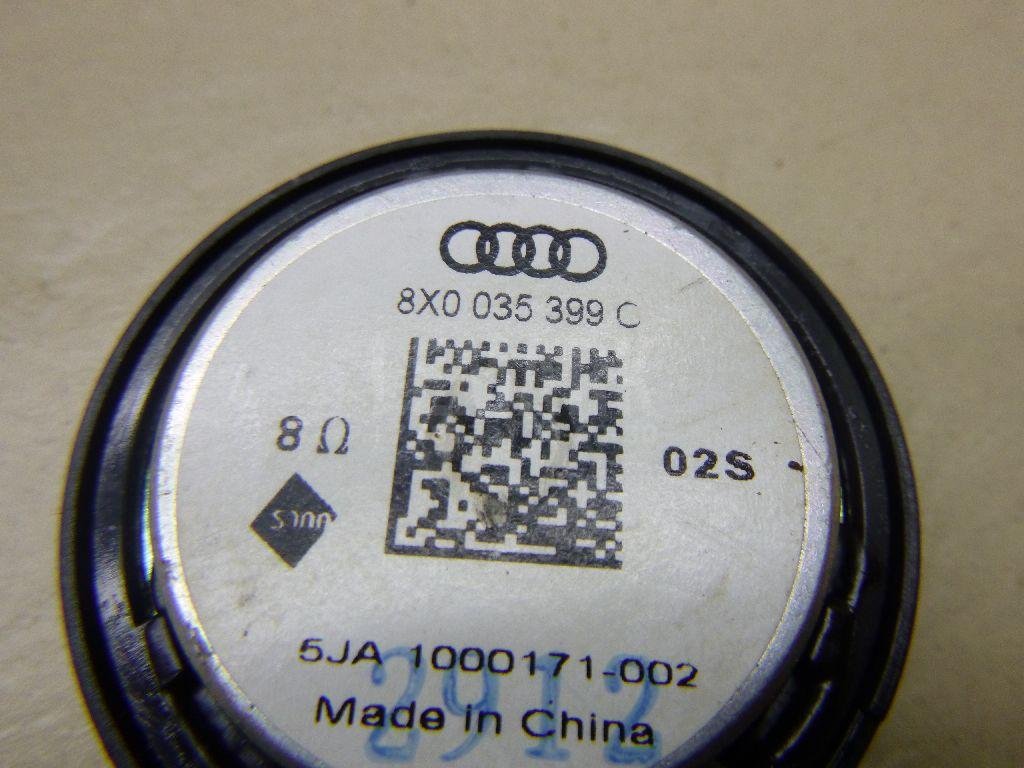 8X0 035 399 C
8 Ω
02S
5JA 1000171-002
2912
Made in China